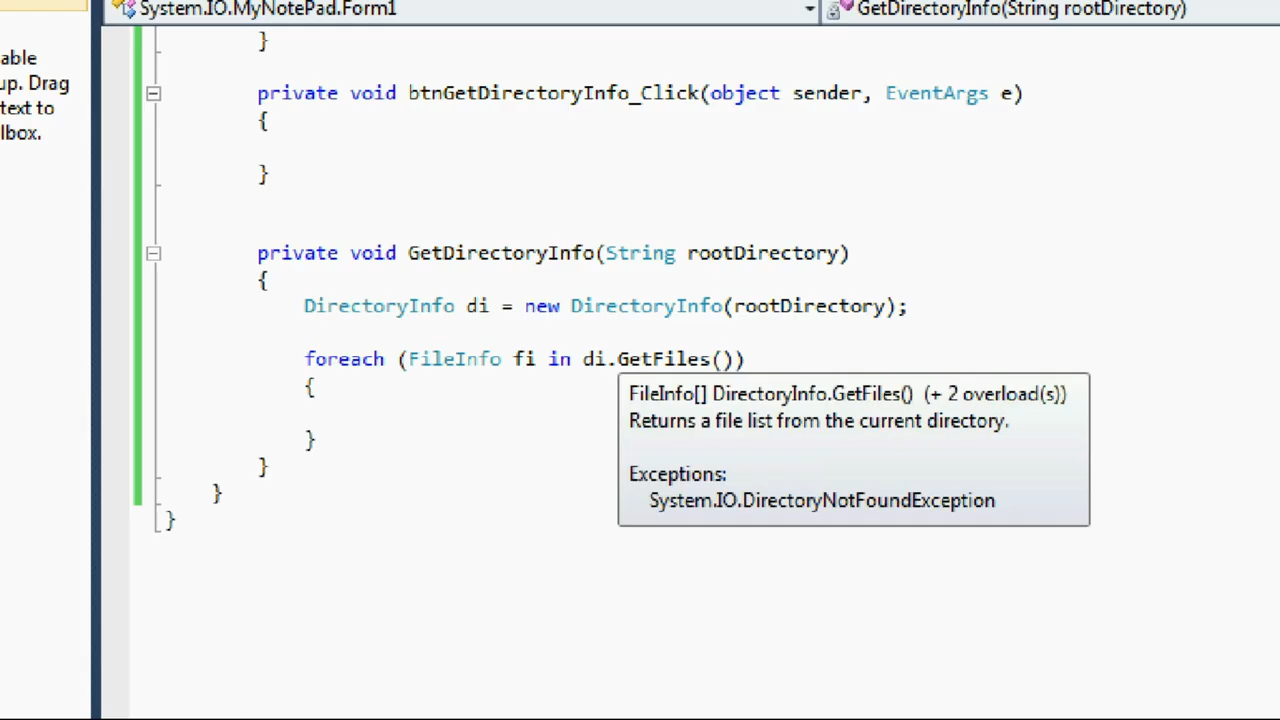 System.IO.MyNotePad.Form1
GetDirectoryInfo(String rootDirectory)
able
up. Drag
text to
lbox.
}
private void btnGetDirectoryInfo_Click(object sender, EventArgs e)
{
}
private void GetDirectoryInfo(String rootDirectory)
{
DirectoryInfo di = new DirectoryInfo(rootDirectory);
foreach (FileInfo fi in di.GetFiles())
{
}
}
}
}
FileInfo[] DirectoryInfo.GetFiles() (+ 2 overload(s))
Returns a file list from the current directory.
Exceptions:
System.IO.DirectoryNotFoundException